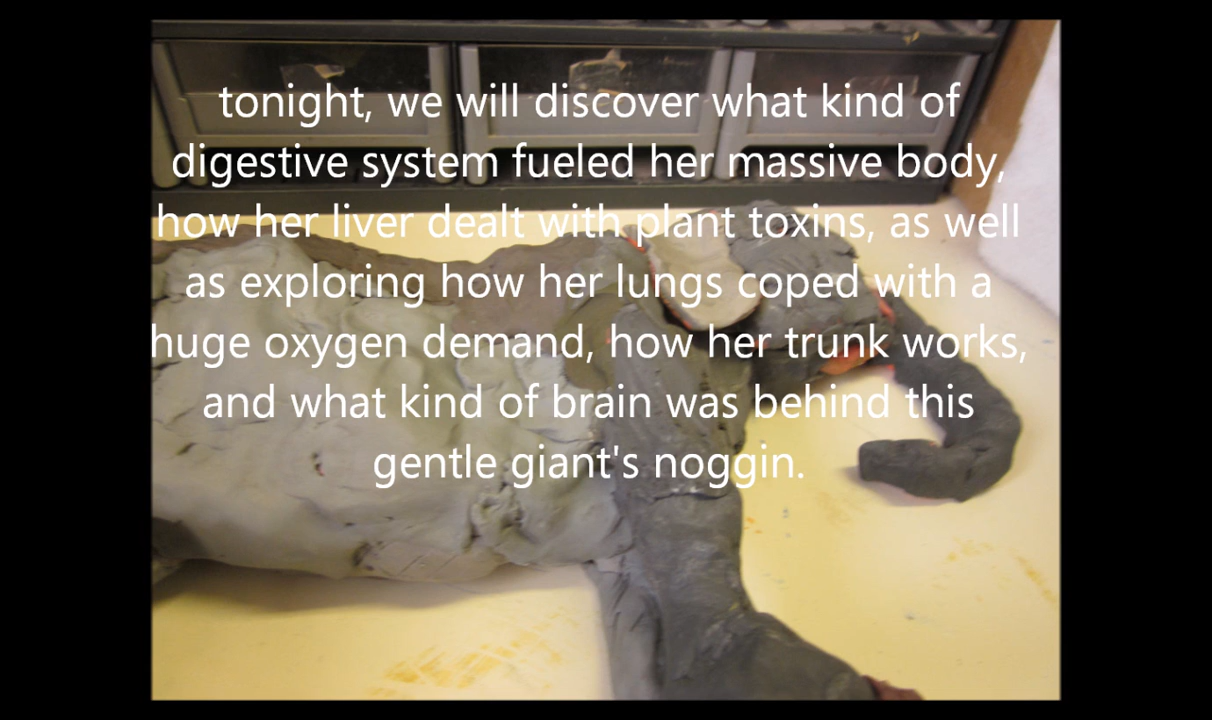 tonight, we will discover what kind of
digestive system fueled her massive body,
how her liver dealt with plant toxins, as well
as exploring how her lungs coped with a
huge oxygen demand, how her trunk works,
and what kind of brain was behind this
gentle giant's noggin.